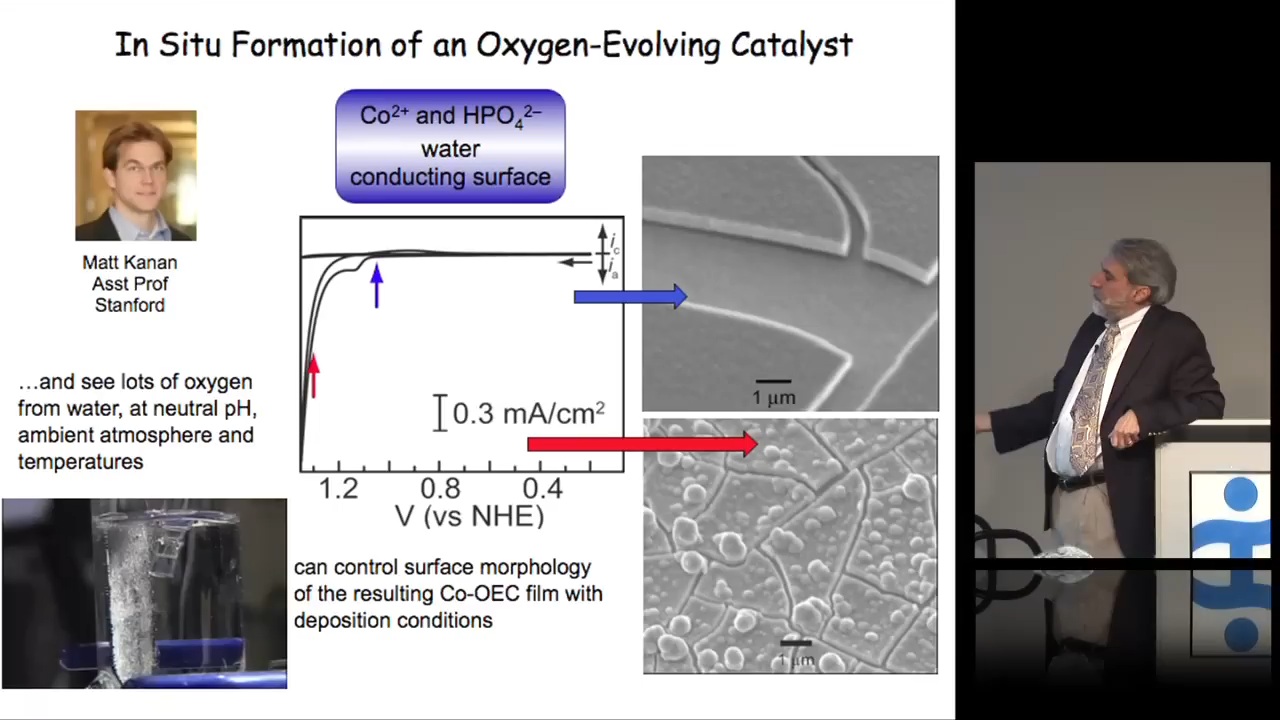 In Situ Formation of an Oxygen-Evolving Catalyst
Co²⁺ and HPO₄²⁻
water
conducting surface
Matt Kanan
Asst Prof
Stanford
…and see lots of oxygen
from water, at neutral pH,
ambient atmosphere and
temperatures
i_c
i_a
0.3 mA/cm²
1.2 0.8 0.4
V (vs NHE)
can control surface morphology
of the resulting Co-OEC film with
deposition conditions
1 μm
1 μm